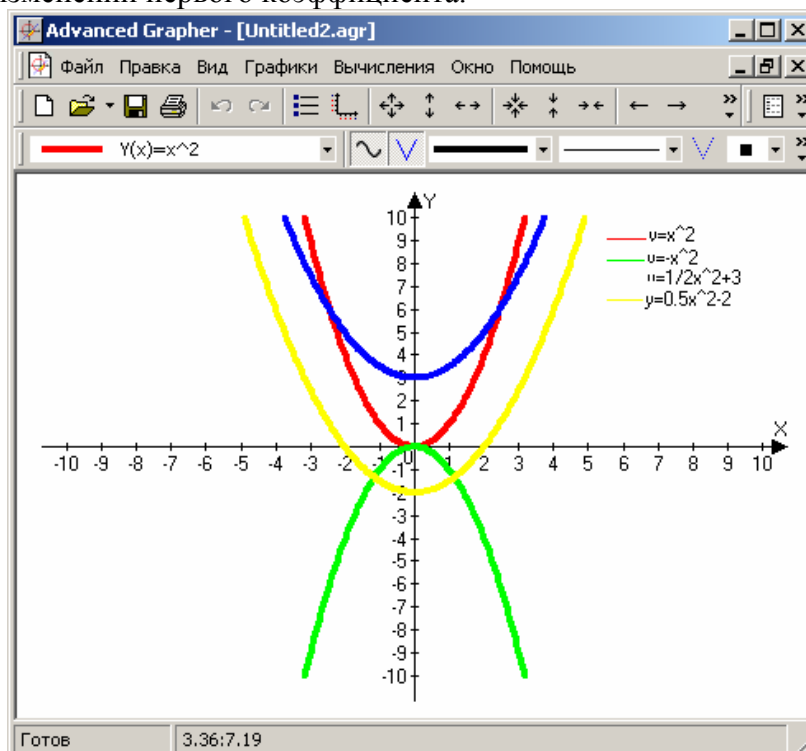 изменении первого коэффициента.
Advanced Grapher - [Untitled2.agr]
Файл Правка Вид Графики Вычисления Окно Помощь
Y(x)=x^2
Y
10
9
8
7
6
5
4
3
2
1
X
-10 -9 -8 -7 -6 -5 -4 -3 -2 -1 0 1 2 3 4 5 6 7 8 9 10
-1
-2
-3
-4
-5
-6
-7
-8
-9
-10
y=x^2
y=-x^2
y=1/2x^2+3
y=0.5x^2-2
Готов 3.36:7.19